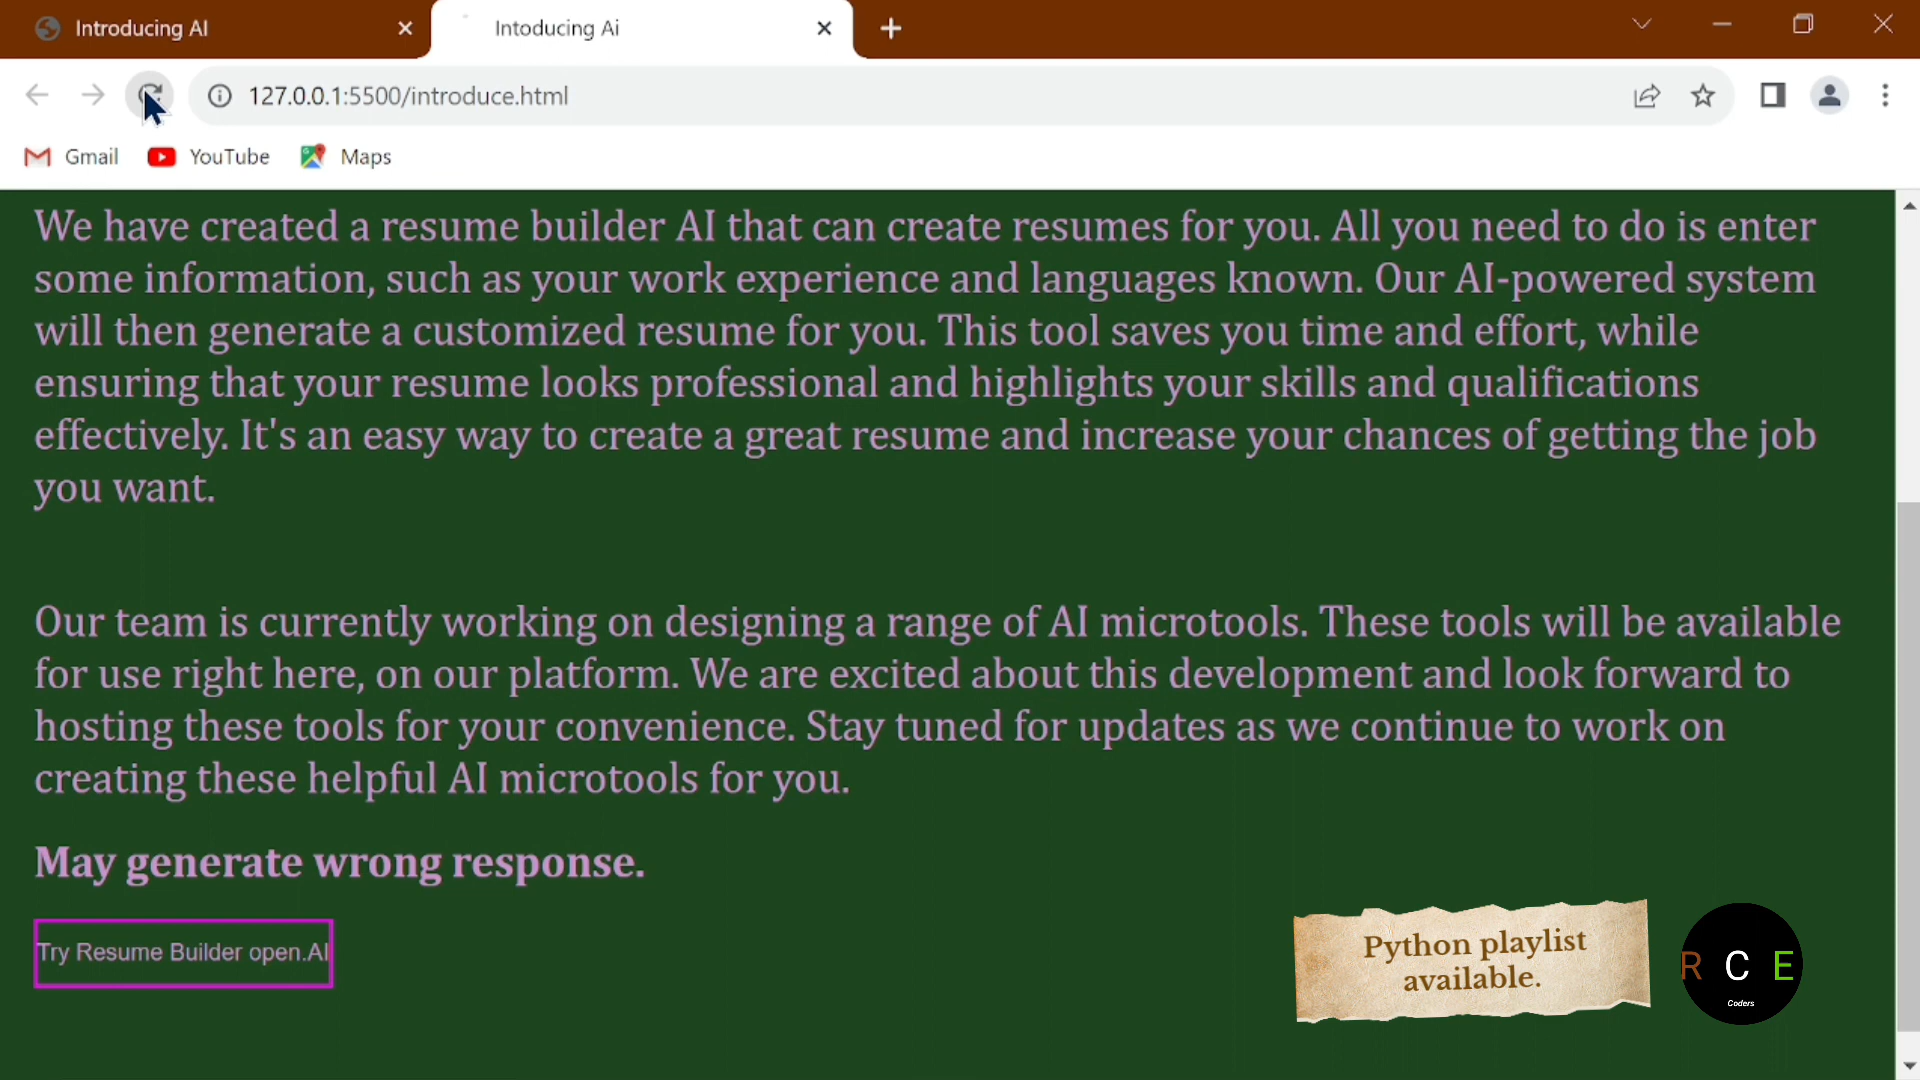 Introducing AI
Intoducing Ai
127.0.0.1:5500/introduce.html
Gmail YouTube Maps
We have created a resume builder AI that can create resumes for you. All you need to do is enter
some information, such as your work experience and languages known. Our AI-powered system
will then generate a customized resume for you. This tool saves you time and effort, while
ensuring that your resume looks professional and highlights your skills and qualifications
effectively. It's an easy way to create a great resume and increase your chances of getting the job
you want.
Our team is currently working on designing a range of AI microtools. These tools will be available
for use right here, on our platform. We are excited about this development and look forward to
hosting these tools for your convenience. Stay tuned for updates as we continue to work on
creating these helpful AI microtools for you.
May generate wrong response.
Try Resume Builder open.AI
Python playlist
available.
R C E
Coders